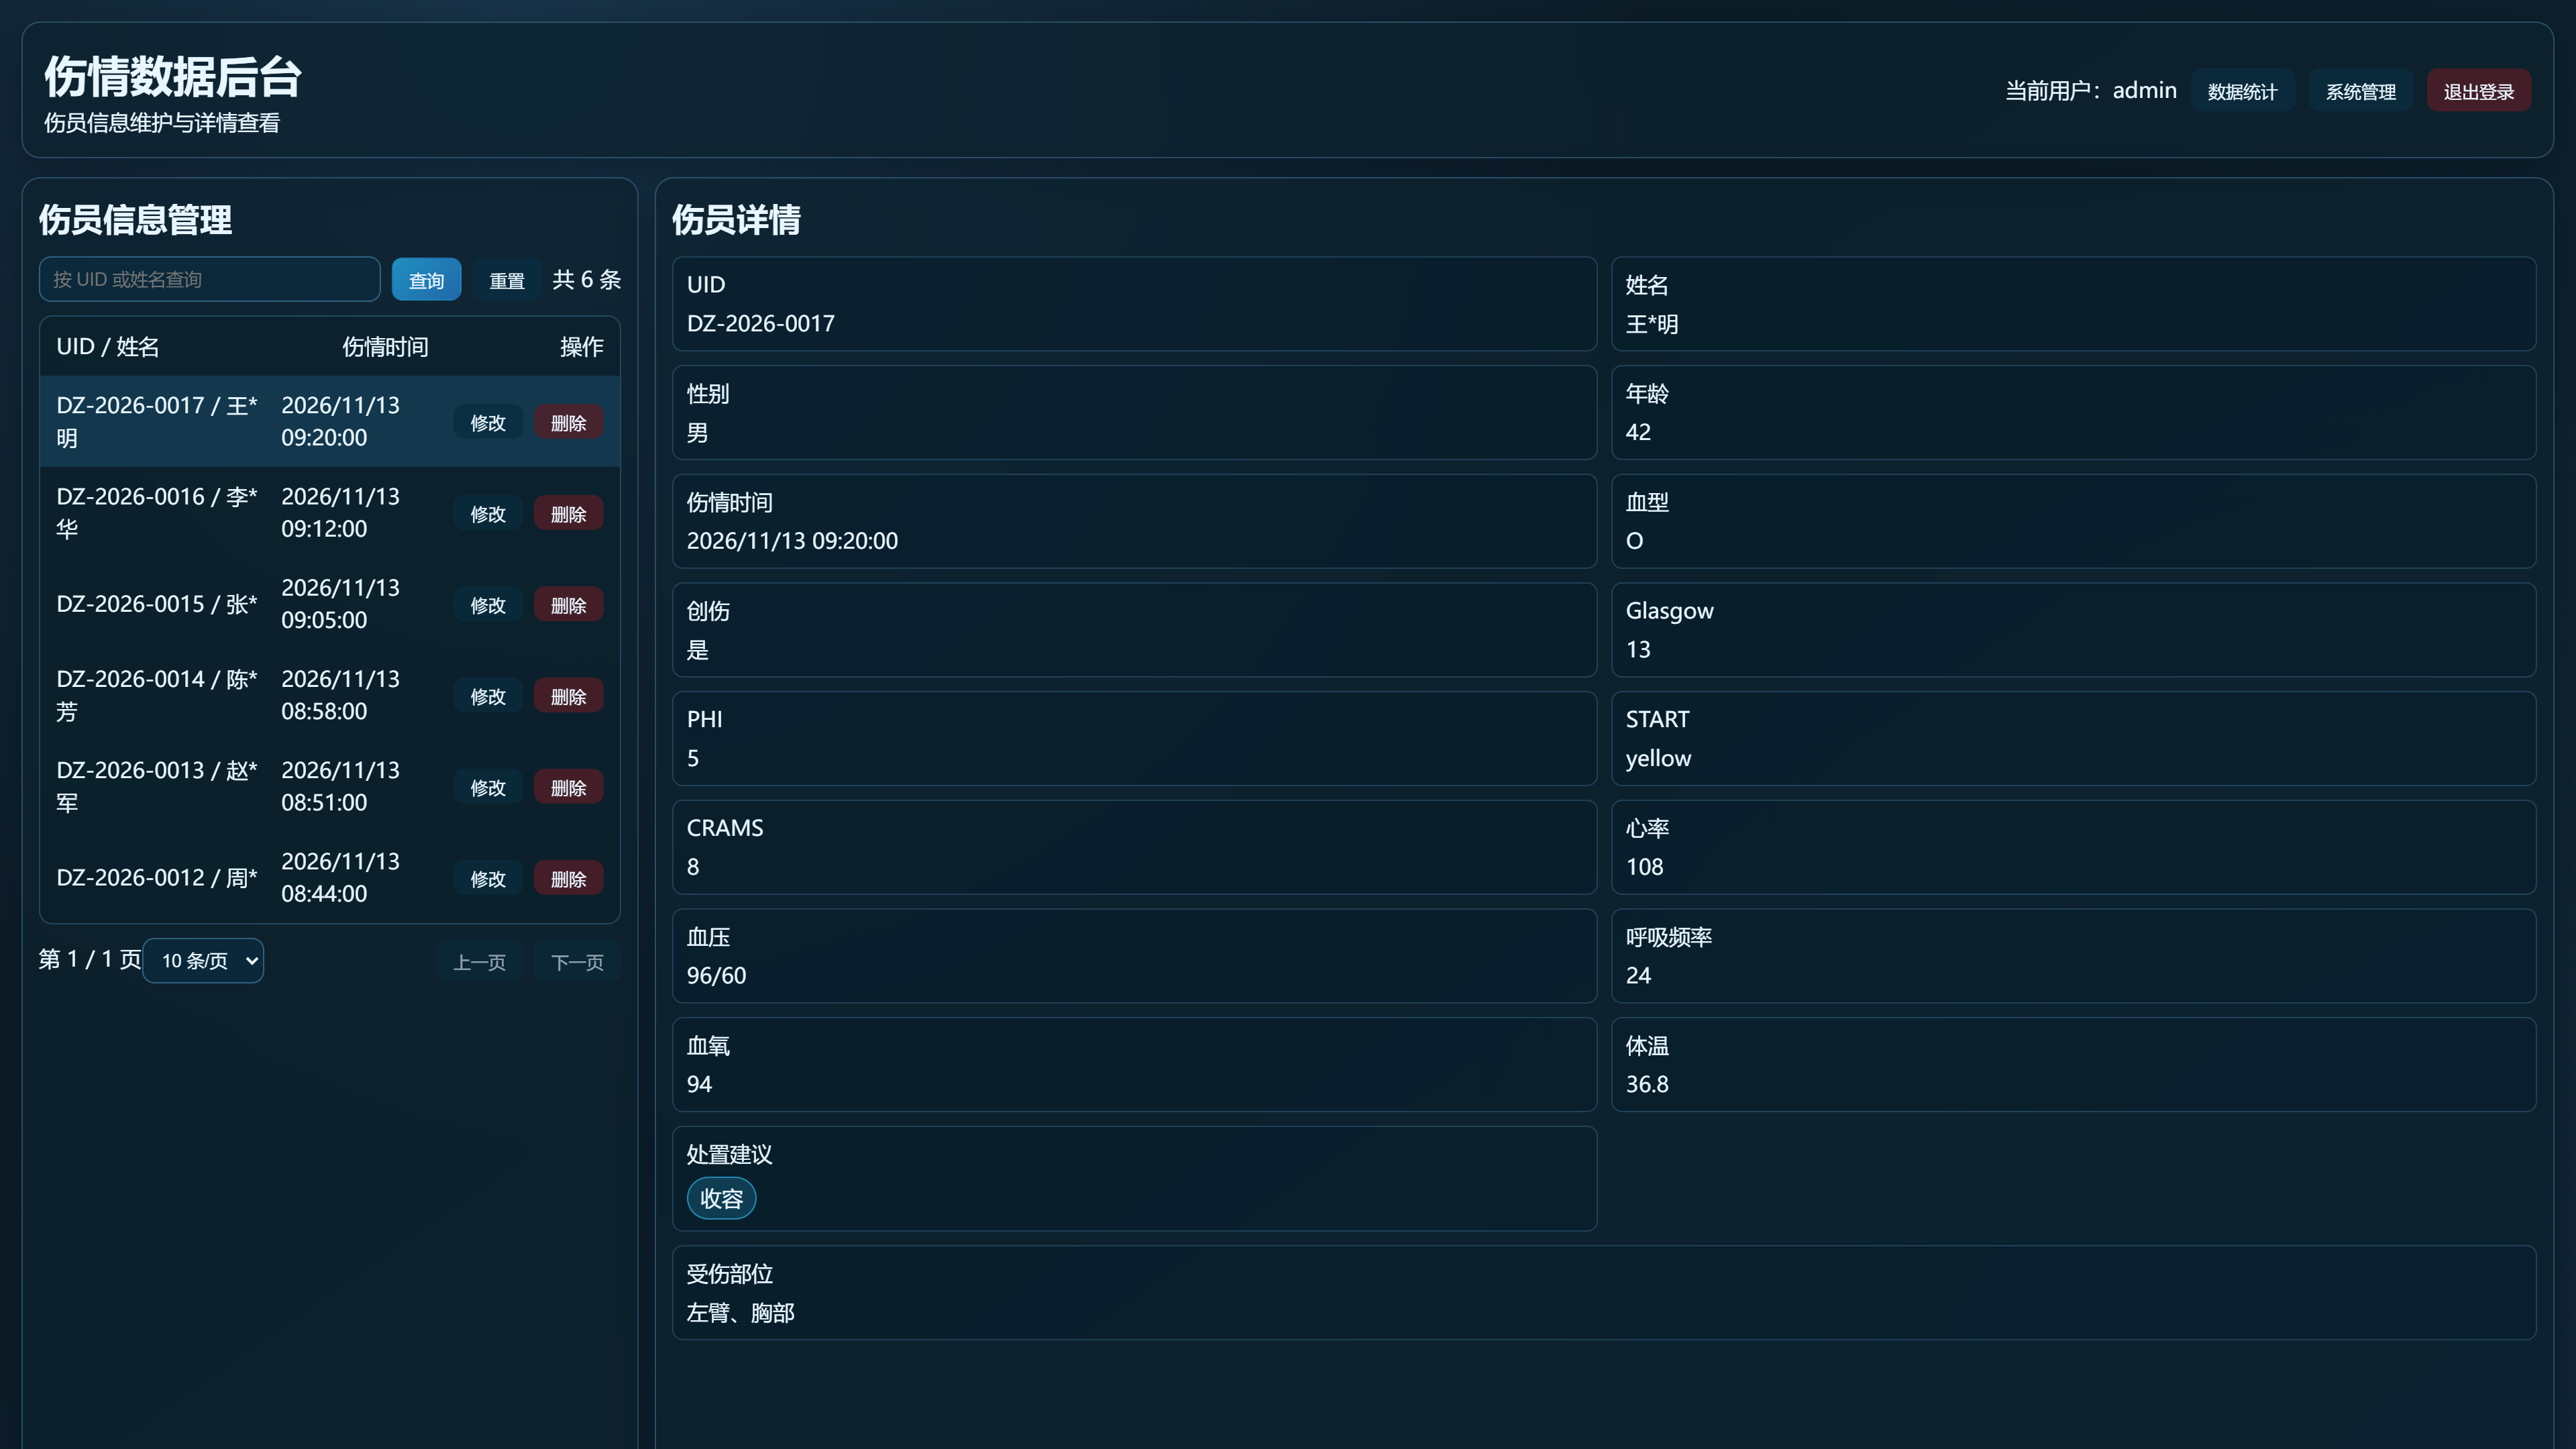 伤情数据后台
伤员信息维护与详情查看
当前用户：admin
数据统计
系统管理
退出登录
伤员信息管理
按 UID 或姓名查询
查询
重置
共 6 条
UID / 姓名
伤情时间
操作
DZ-2026-0017 / 王*
明
2026/11/13
09:20:00
修改
删除
DZ-2026-0016 / 李*
华
2026/11/13
09:12:00
修改
删除
DZ-2026-0015 / 张*
2026/11/13
09:05:00
修改
删除
DZ-2026-0014 / 陈*
芳
2026/11/13
08:58:00
修改
删除
DZ-2026-0013 / 赵*
军
2026/11/13
08:51:00
修改
删除
DZ-2026-0012 / 周*
2026/11/13
08:44:00
修改
删除
第 1 / 1 页
10 条/页
上一页
下一页
伤员详情
UID
DZ-2026-0017
姓名
王*明
性别
男
年龄
42
伤情时间
2026/11/13 09:20:00
血型
O
创伤
是
Glasgow
13
PHI
5
START
yellow
CRAMS
8
心率
108
血压
96/60
呼吸频率
24
血氧
94
体温
36.8
处置建议
收容
受伤部位
左臂、胸部